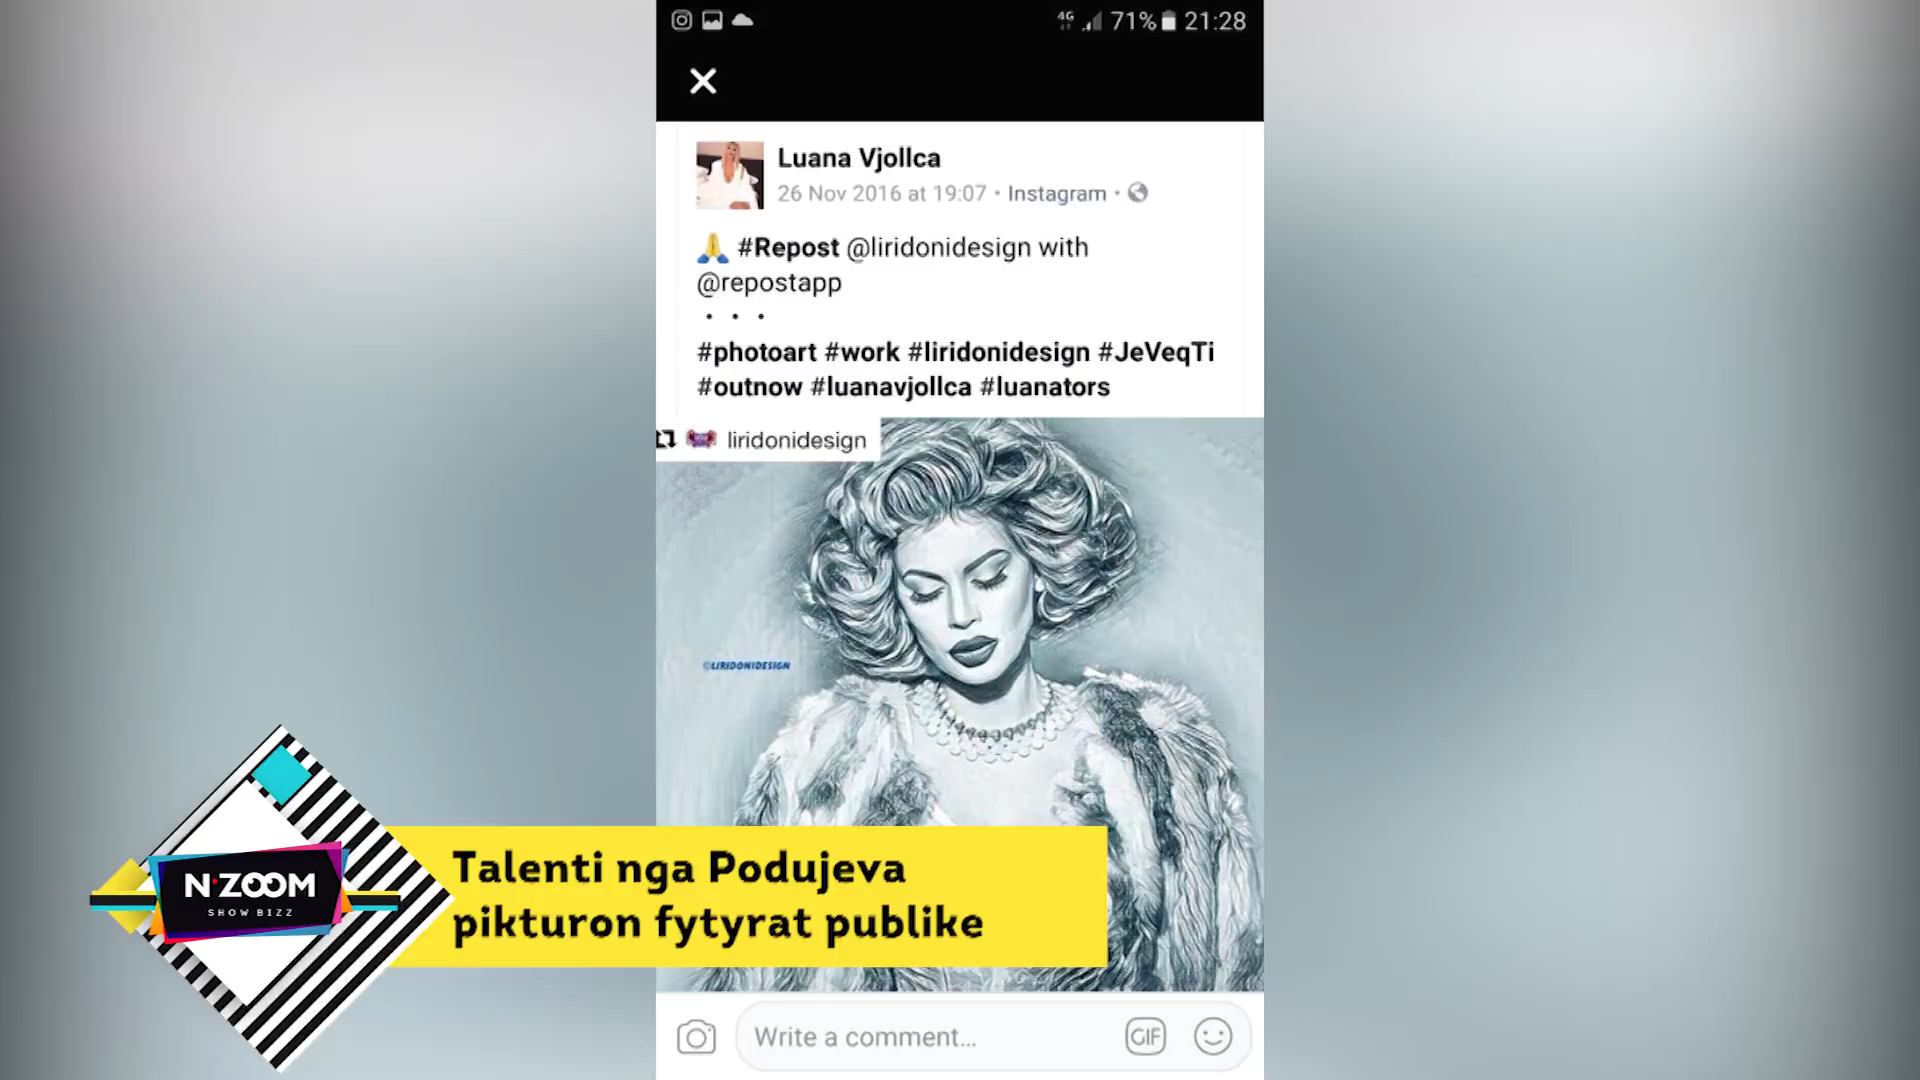 4G 71% 21:28
Luana Vjollca
26 Nov 2016 at 19:07 • Instagram •
🙏 #Repost @liridonidesign with
@repostapp
• • •
#photoart #work #liridonidesign #JeVeqTi
#outnow #luanavjollca #luanators
liridonidesign
©LIRIDONIDESIGN
Talenti nga Podujeva
pikturon fytyrat publike
N•ZOOM
SHOW BIZZ
Write a comment...
GIF